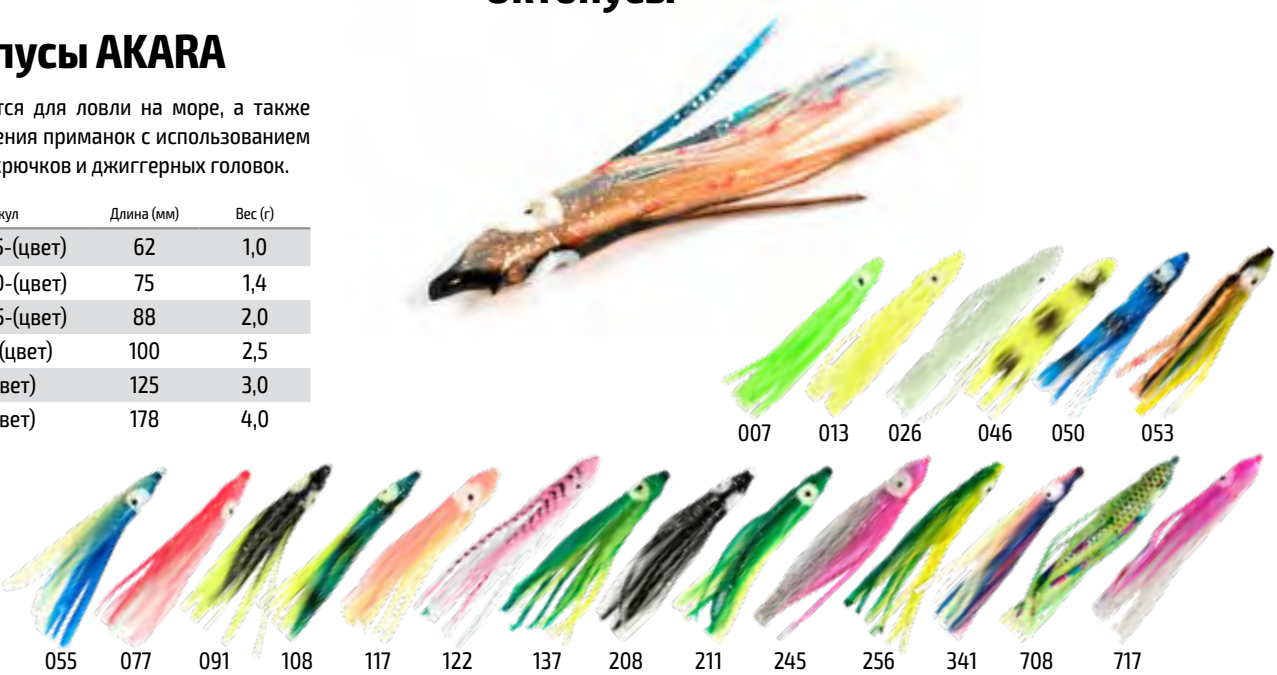 Октопусы
пусы AKARA
тся для ловли на море, а также
ения приманок с использованием
крючков и джиггерных головок.
кул Длина (мм) Вес (г)
5-(цвет) 62 1,0
0-(цвет) 75 1,4
5-(цвет) 88 2,0
(цвет) 100 2,5
вет) 125 3,0
вет) 178 4,0
007 013 026 046 050 053
055 077 091 108 117 122 137 208 211 245 256 341 708 717